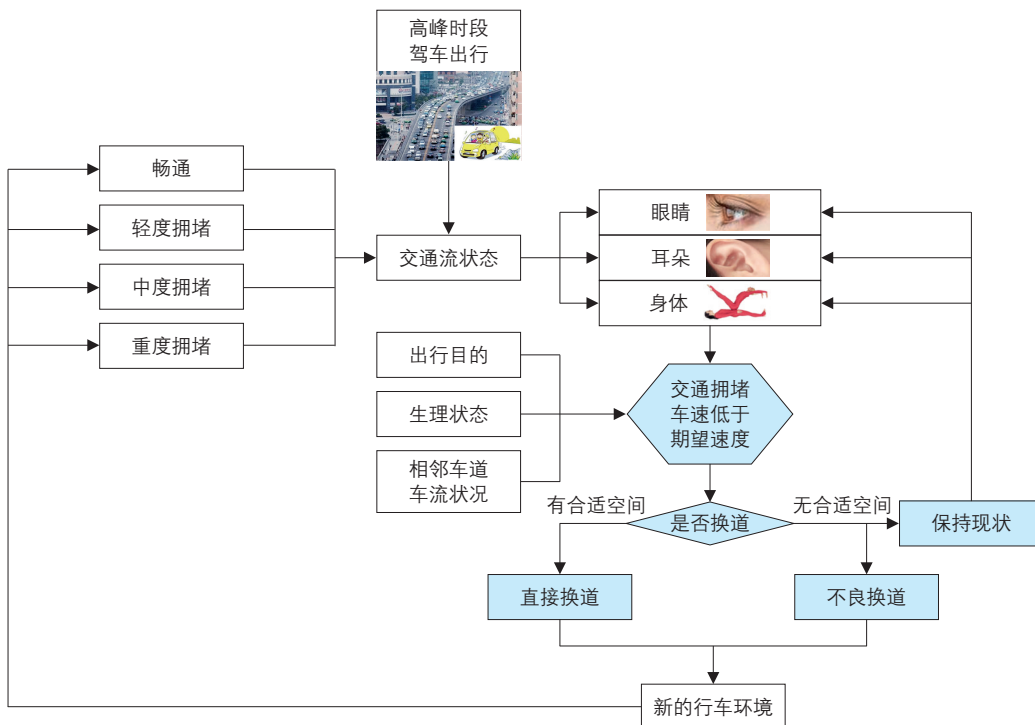 高峰时段
驾车出行
畅通
轻度拥堵
中度拥堵
重度拥堵
交通流状态
眼睛
耳朵
身体
出行目的
生理状态
相邻车道
车流状况
交通拥堵
车速低于
期望速度
有合适空间
是否换道
无合适空间
保持现状
直接换道
不良换道
新的行车环境